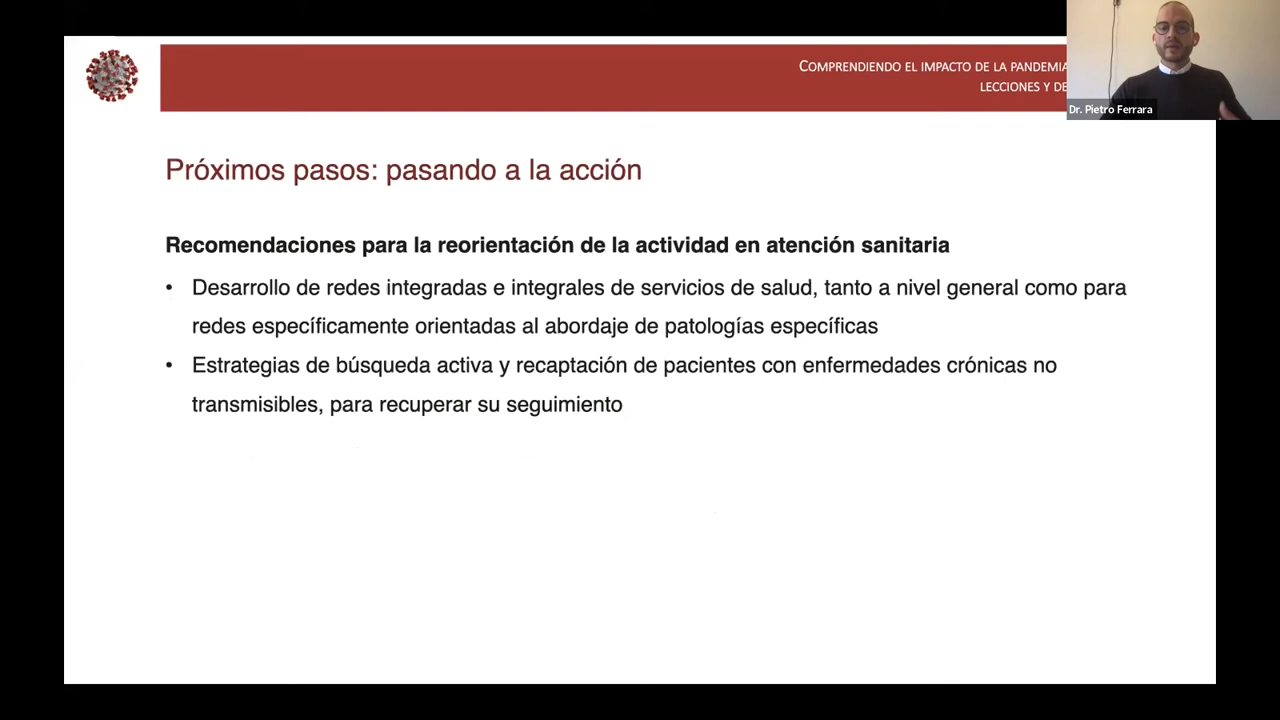 COMPRENDIENDO EL IMPACTO DE LA PANDEMIA
LECCIONES Y DE
Dr. Pietro Ferrara
Próximos pasos: pasando a la acción
Recomendaciones para la reorientación de la actividad en atención sanitaria
• Desarrollo de redes integradas e integrales de servicios de salud, tanto a nivel general como para
redes específicamente orientadas al abordaje de patologías específicas
• Estrategias de búsqueda activa y recaptación de pacientes con enfermedades crónicas no
transmisibles, para recuperar su seguimiento